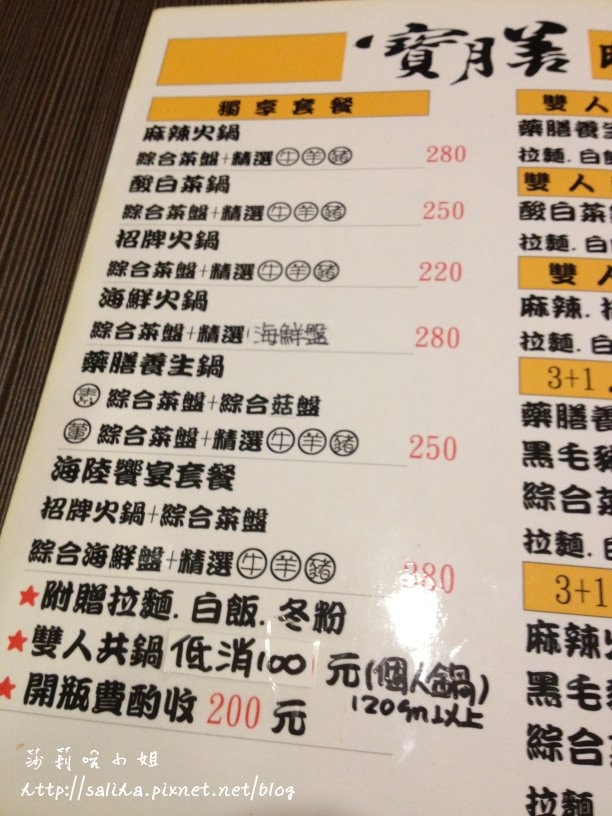 寶膳
獨享套餐
麻辣火鍋
綜合菜盤+精選牛羊豬 280
酸白菜鍋
綜合菜盤+精選牛羊豬 250
招牌火鍋
綜合菜盤+精選牛羊豬 220
海鮮火鍋
綜合菜盤+精選海鮮盤 280
藥膳養生鍋
素 綜合菜盤+綜合菇盤
葷 綜合菜盤+精選牛羊豬 250
海陸饗宴套餐
招牌火鍋+綜合菜盤
綜合海鮮盤+精選牛羊豬 380
★附贈拉麵.白飯.冬粉
★雙人共鍋低消100元(個人鍋)
120gm以上
★開瓶費酌收200元
雙人
藥膳養生
拉麵.白
雙人
酸白菜
拉麵.白
雙人
麻辣.招
拉麵.白
3+1
藥膳養
黑毛豬
綜合菜
拉麵.
3+1
麻辣
黑毛
綜合
拉麵
莎莉哈小姐
http://saliha.pixnet.net/blog